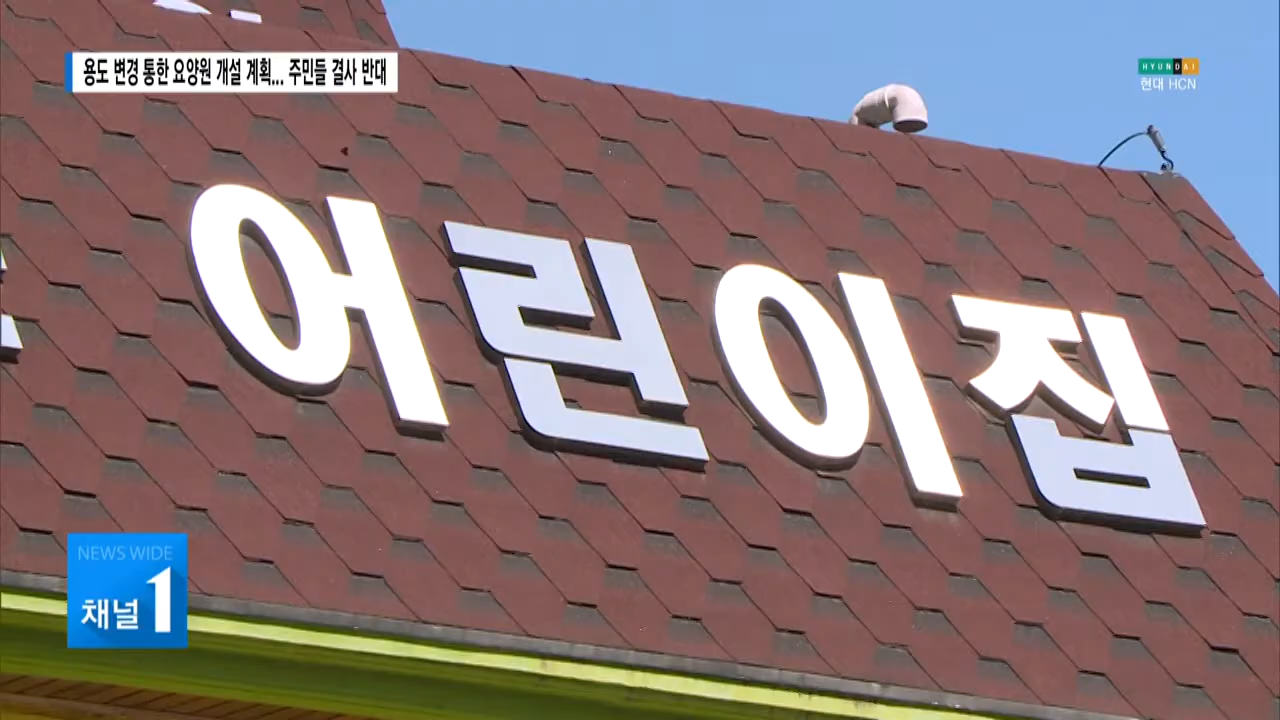 용도 변경 통한 요양원 개설 계획... 주민들 결사 반대
HYUNDAI
현대 HCN
어린이집
NEWS WIDE
채널1